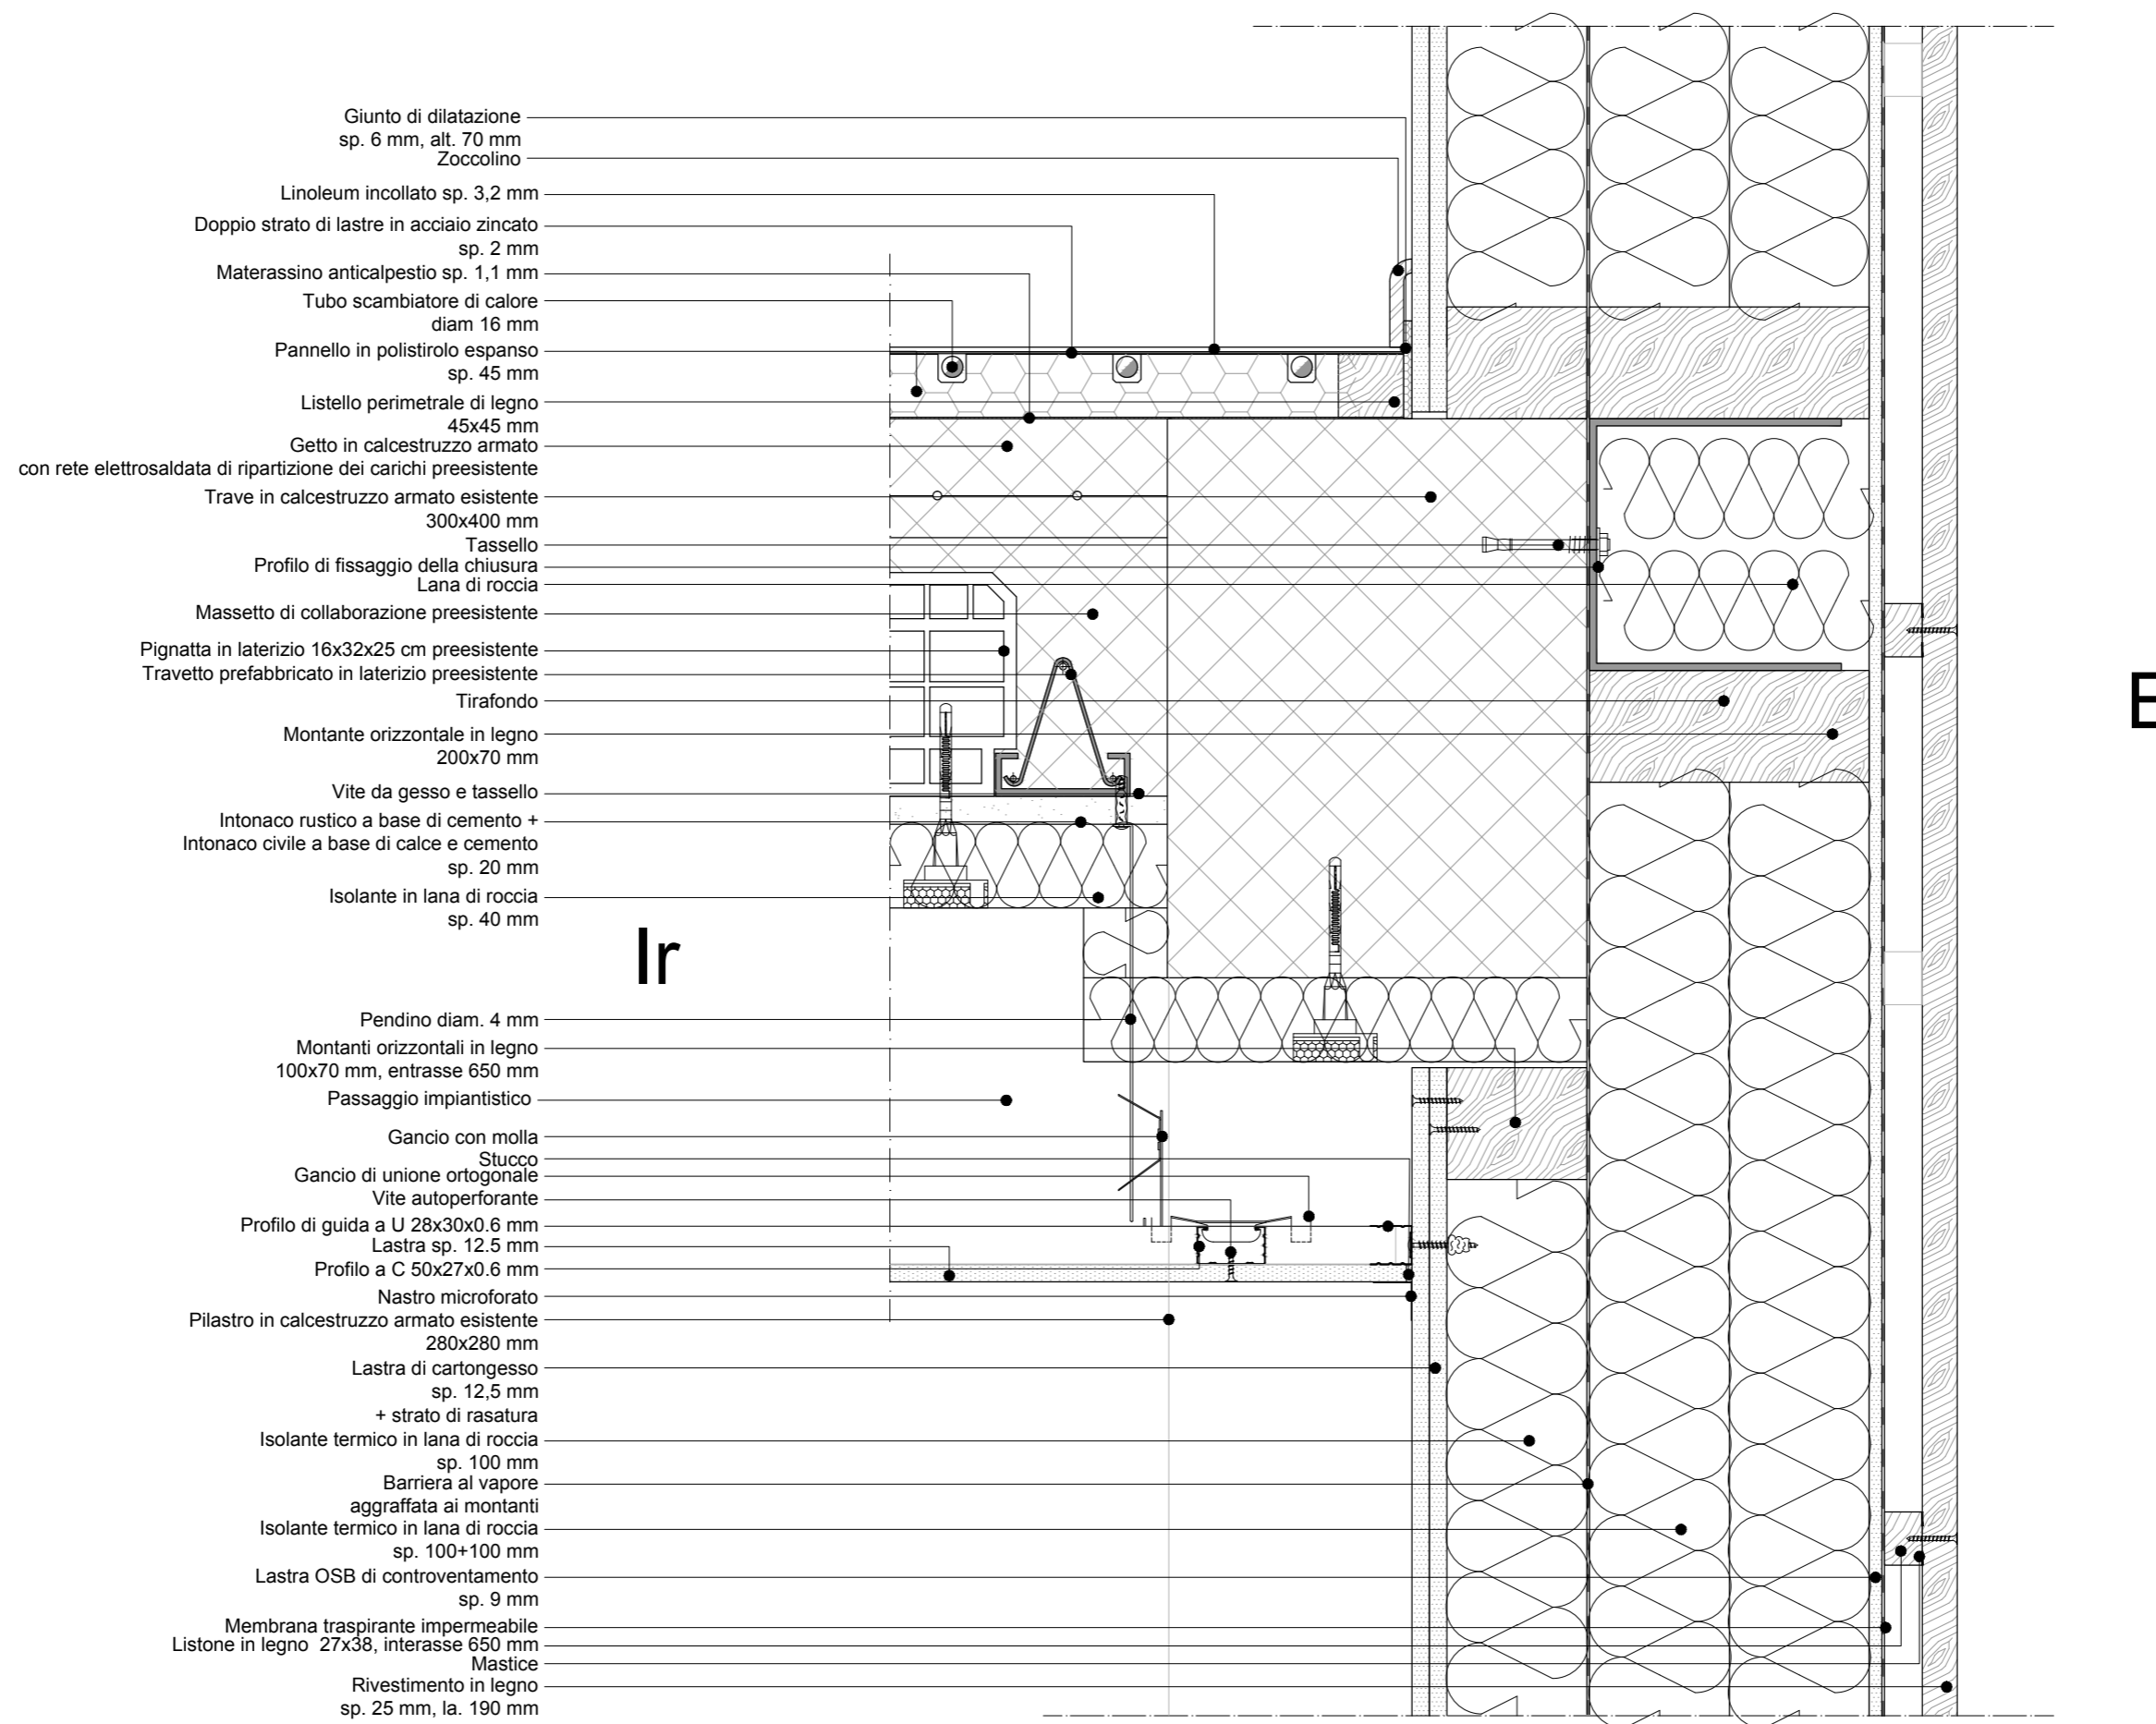 Giunto di dilatazione
sp. 6 mm, alt. 70 mm
Zoccolino
Linoleum incollato sp. 3,2 mm
Doppio strato di lastre in acciaio zincato
sp. 2 mm
Materassino anticalpestio sp. 1,1 mm
Tubo scambiatore di calore
diam 16 mm
Pannello in polistirolo espanso
sp. 45 mm
Listello perimetrale di legno
45x45 mm
Getto in calcestruzzo armato
con rete elettrosaldata di ripartizione dei carichi preesistente
Trave in calcestruzzo armato esistente
300x400 mm
Tassello
Profilo di fissaggio della chiusura
Lana di roccia
Massetto di collaborazione preesistente
Pignatta in laterizio 16x32x25 cm preesistente
Travetto prefabbricato in laterizio preesistente
Tirafondo
Montante orizzontale in legno
200x70 mm
Vite da gesso e tassello
Intonaco rustico a base di cemento +
Intonaco civile a base di calce e cemento
sp. 20 mm
Isolante in lana di roccia
sp. 40 mm
Ir
E
Pendino diam. 4 mm
Montanti orizzontali in legno
100x70 mm, entrasse 650 mm
Passaggio impiantistico
Gancio con molla
Stucco
Gancio di unione ortogonale
Vite autoperforante
Profilo di guida a U 28x30x0.6 mm
Lastra sp. 12.5 mm
Profilo a C 50x27x0.6 mm
Nastro microforato
Pilastro in calcestruzzo armato esistente
280x280 mm
Lastra di cartongesso
sp. 12,5 mm
+ strato di rasatura
Isolante termico in lana di roccia
sp. 100 mm
Barriera al vapore
aggraffata ai montanti
Isolante termico in lana di roccia
sp. 100+100 mm
Lastra OSB di controventamento
sp. 9 mm
Membrana traspirante impermeabile
Listone in legno 27x38, interasse 650 mm
Mastice
Rivestimento in legno
sp. 25 mm, la. 190 mm